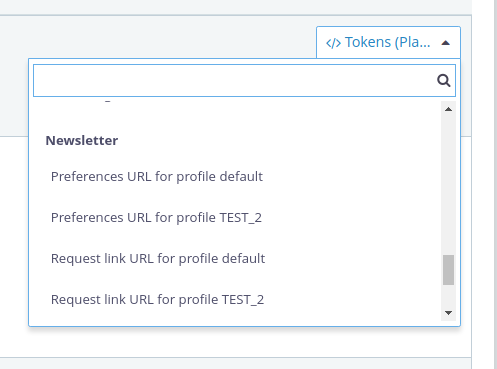 </> Tokens (Pla...
Newsletter
Preferences URL for profile default
Preferences URL for profile TEST_2
Request link URL for profile default
Request link URL for profile TEST_2